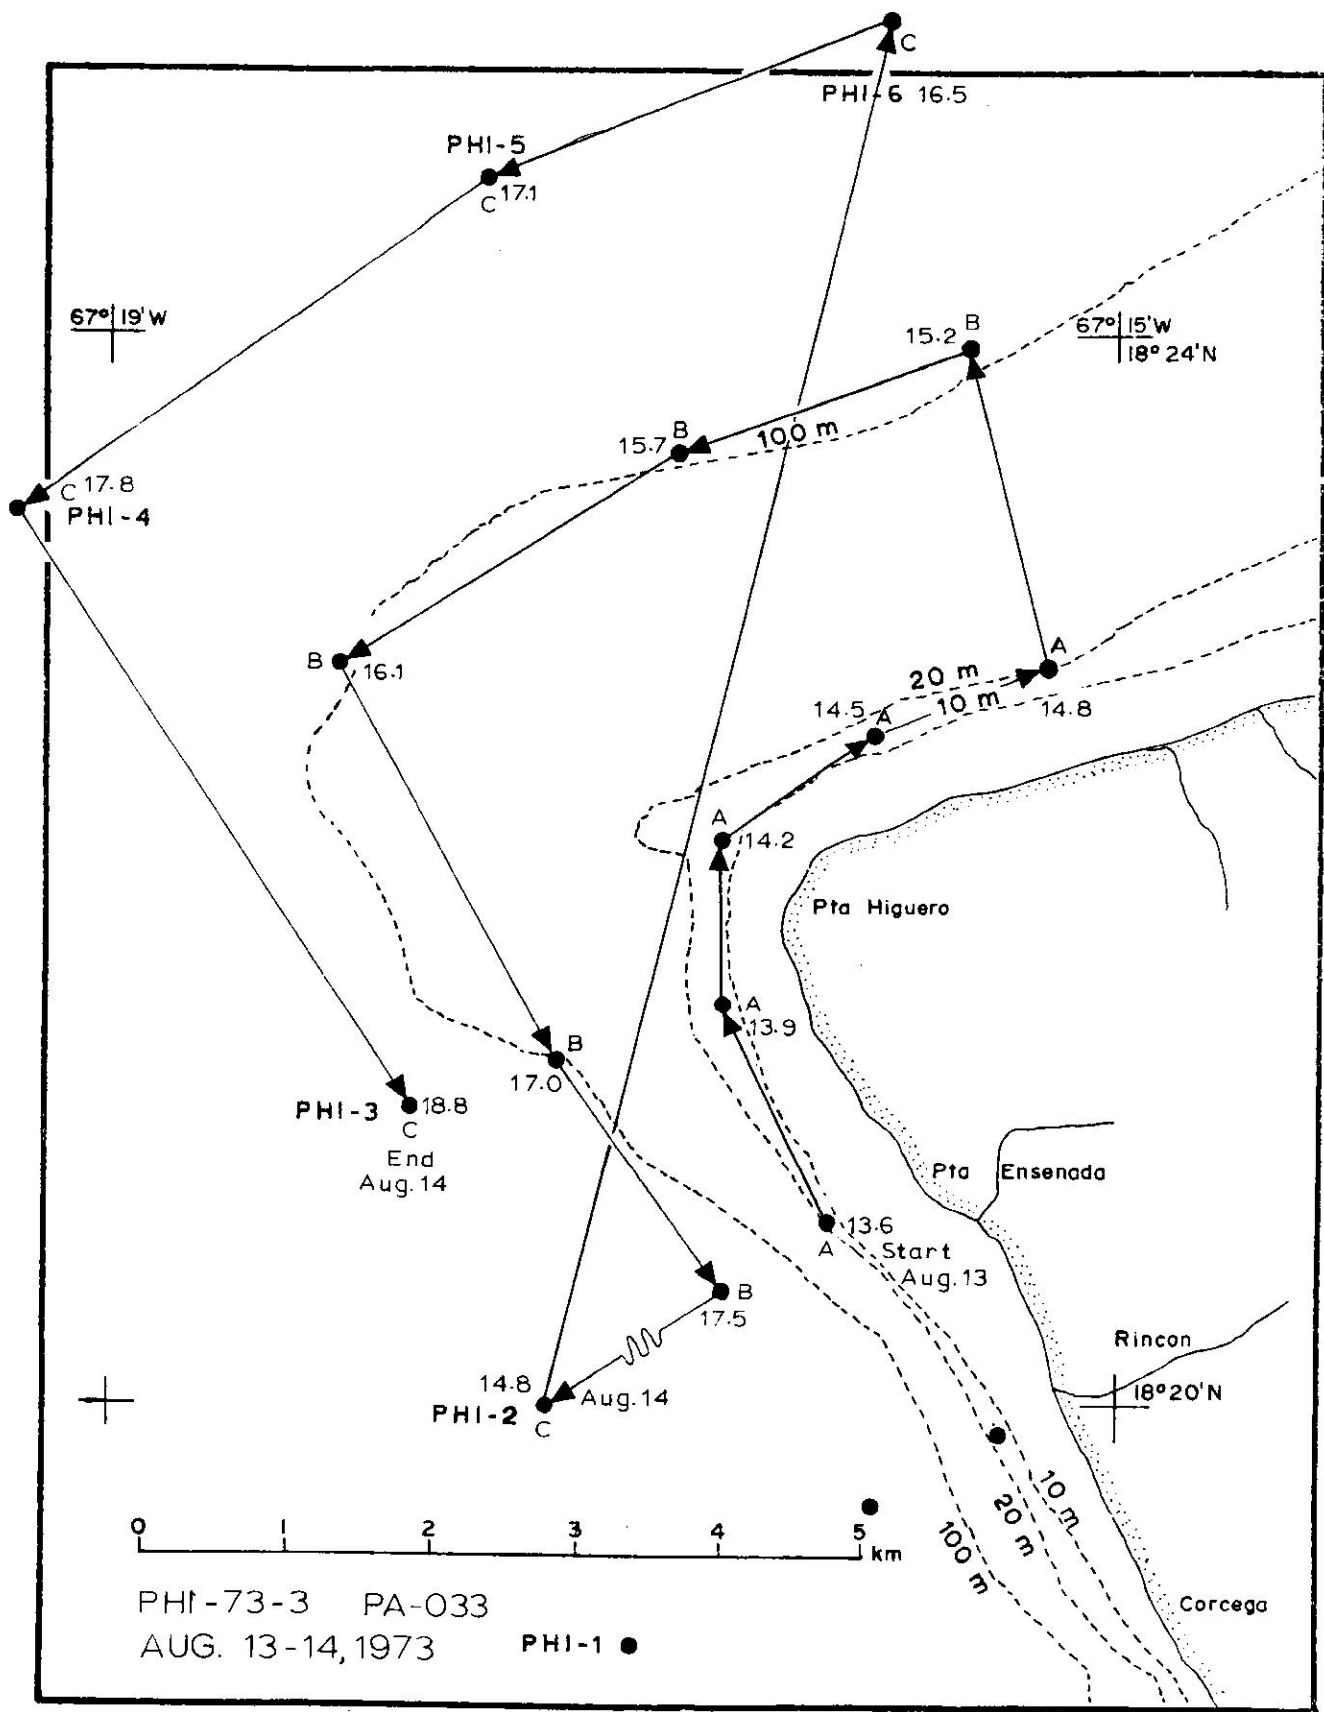 C
PHI-6 16.5
PHI-5
C 17.1
67° 19' W
15.2 B
67° 15' W
18° 24' N
B
15.7
100 m
C 17.8
PHI-4
B 16.1
A
20 m
14.5 A
10 m
14.8
A
14.2
Pta Higuero
A
13.9
B
17.0
PHI-3 18.8
C
End
Aug. 14
Pta Ensenada
13.6
A
Start
Aug. 13
B
17.5
Rincon
14.8
Aug. 14
PHI-2 C
18° 20' N
10 m
20 m
100 m
0 1 2 3 4 5 km
Corcega
PHI-73-3 PA-033
AUG. 13-14, 1973
PHI-1